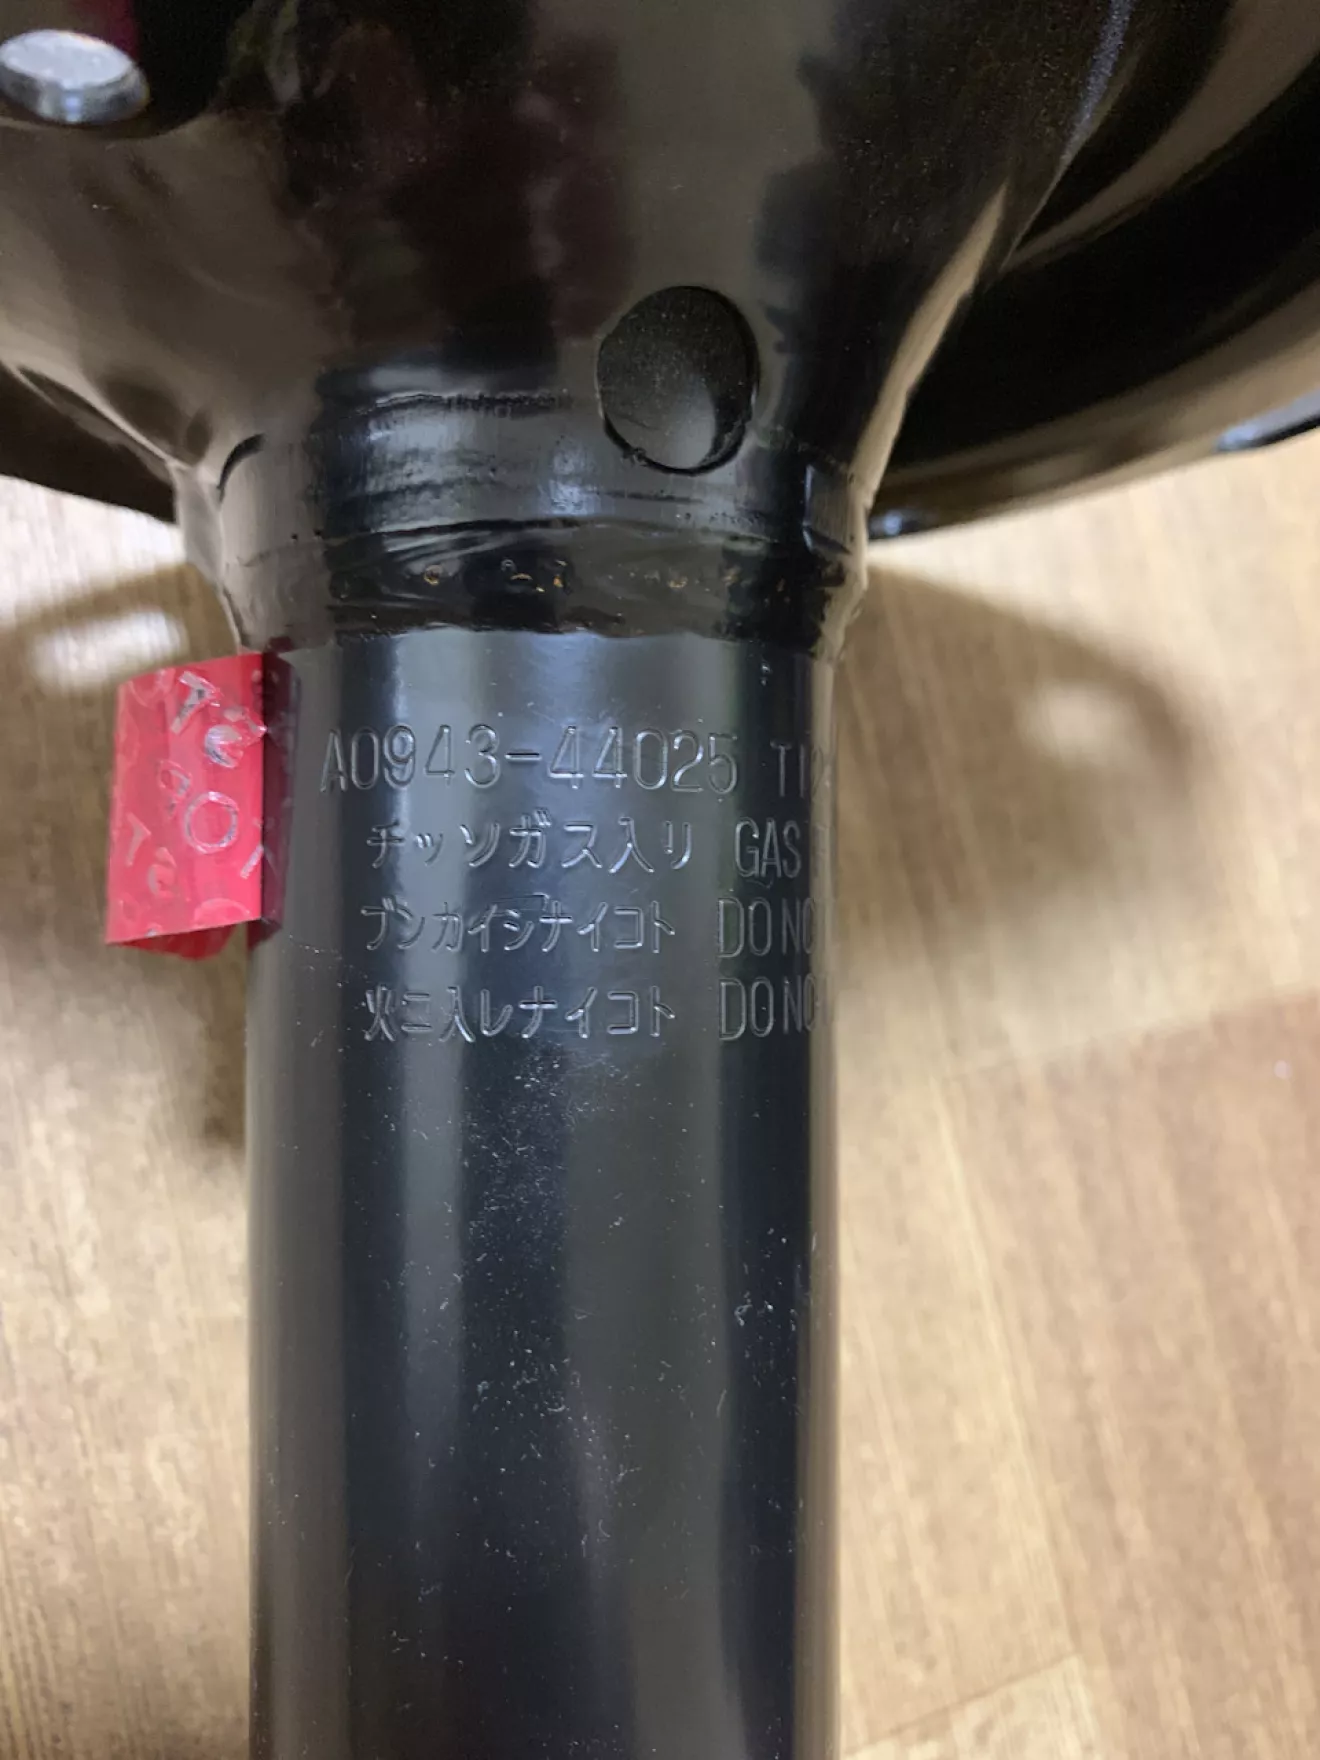 A0943-44025
チッソガス入リ GAS
ブンカイシナイコト DO NO
火ニ入レナイコト DO NO